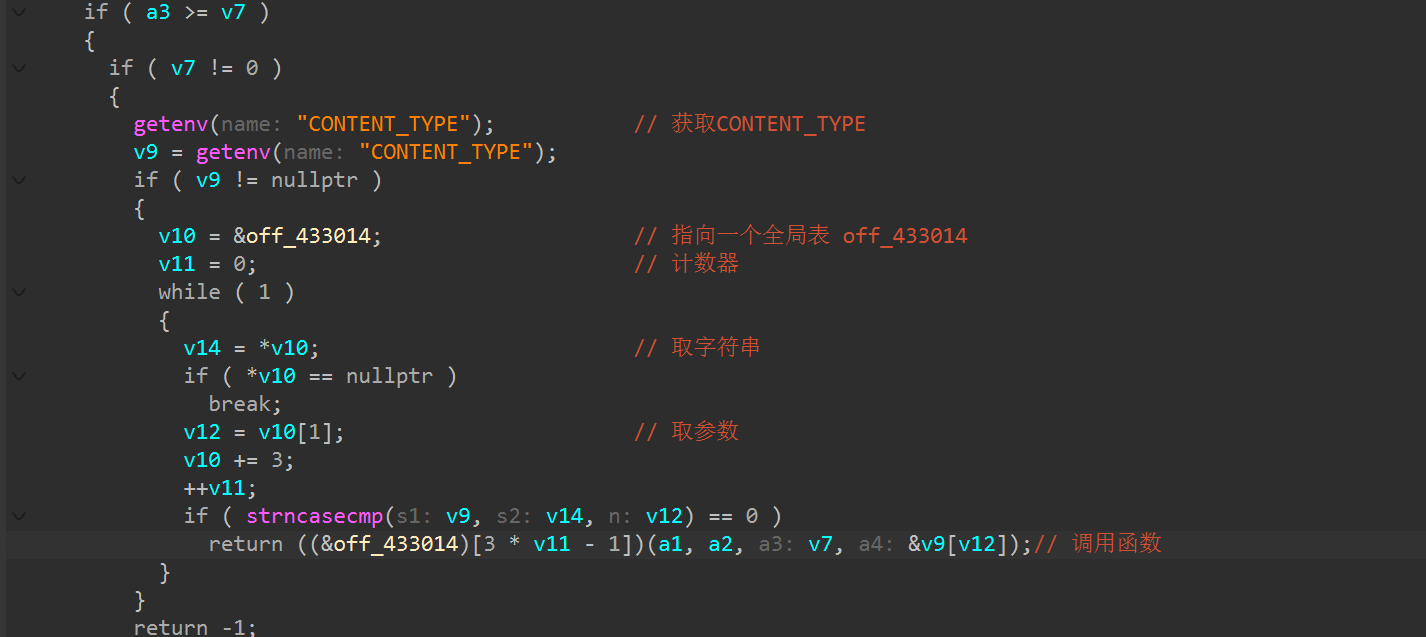 if ( a3 >= v7 )
{
if ( v7 != 0 )
{
getenv(name: "CONTENT_TYPE"); // 获取CONTENT_TYPE
v9 = getenv(name: "CONTENT_TYPE");
if ( v9 != nullptr )
{
v10 = &off_433014; // 指向一个全局表 off_433014
v11 = 0; // 计数器
while ( 1 )
{
v14 = *v10; // 取字符串
if ( *v10 == nullptr )
break;
v12 = v10[1]; // 取参数
v10 += 3;
++v11;
if ( strncasecmp(s1: v9, s2: v14, n: v12) == 0 )
return ((&off_433014)[3 * v11 - 1])(a1, a2, a3: v7, a4: &v9[v12]);// 调用函数
}
}
return -1;